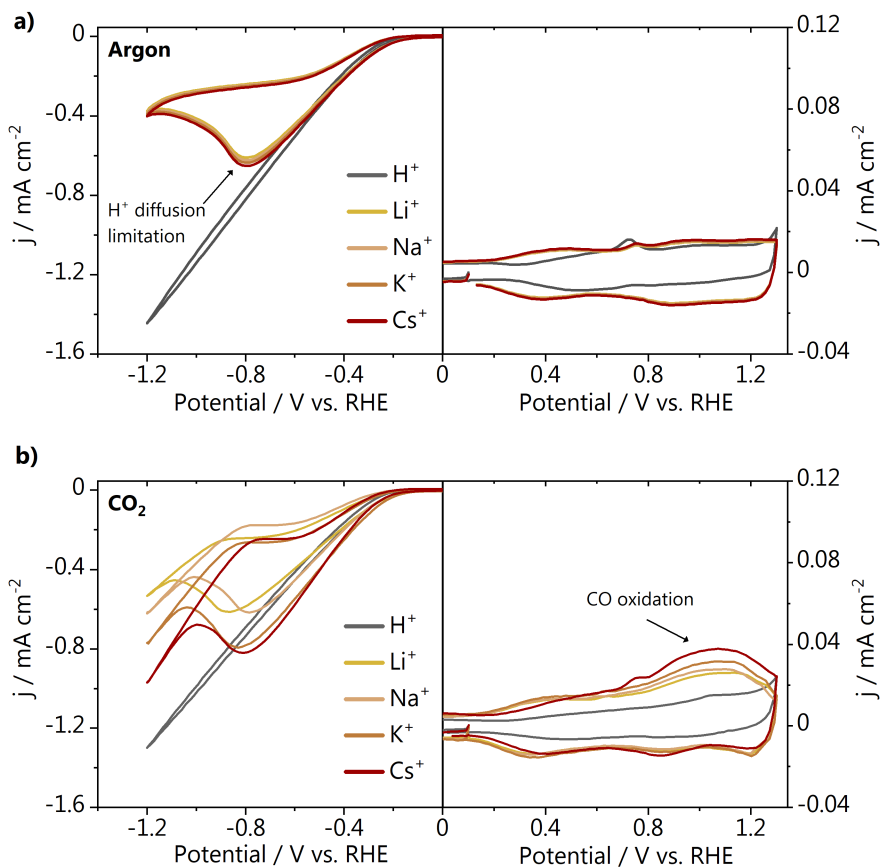 a)
Argon
H⁺ diffusion
limitation
H⁺
Li⁺
Na⁺
K⁺
Cs⁺
j / mA cm⁻²
0
-0.4
-0.8
-1.2
-1.6
-1.2 -0.8 -0.4
Potential / V vs. RHE
0.12
0.08
0.04
0
-0.04
j / mA cm⁻²
0 0.4 0.8 1.2
Potential / V vs. RHE
b)
CO₂
H⁺
Li⁺
Na⁺
K⁺
Cs⁺
j / mA cm⁻²
0
-0.4
-0.8
-1.2
-1.6
-1.2 -0.8 -0.4
Potential / V vs. RHE
CO oxidation
0.12
0.08
0.04
0
-0.04
j / mA cm⁻²
0 0.4 0.8 1.2
Potential / V vs. RHE